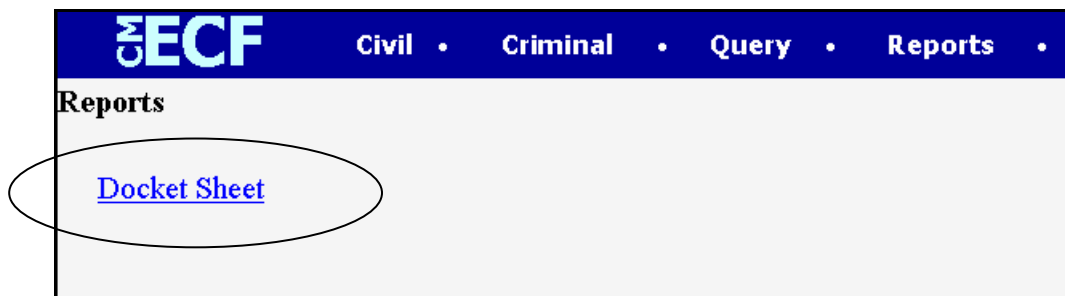 CM ECF Civil • Criminal • Query • Reports •
Reports
Docket Sheet